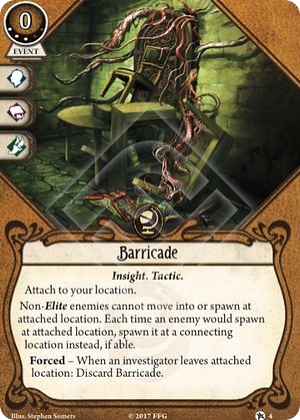 0
EVENT
Barricade
Insight. Tactic.
Attach to your location.
Non-Elite enemies cannot move into or spawn at
attached location. Each time an enemy would spawn
at attached location, spawn it at a connecting
location instead, if able.
Forced – When an investigator leaves attached
location: Discard Barricade.
Illus. Stephen Somers
© 2017 FFG
4